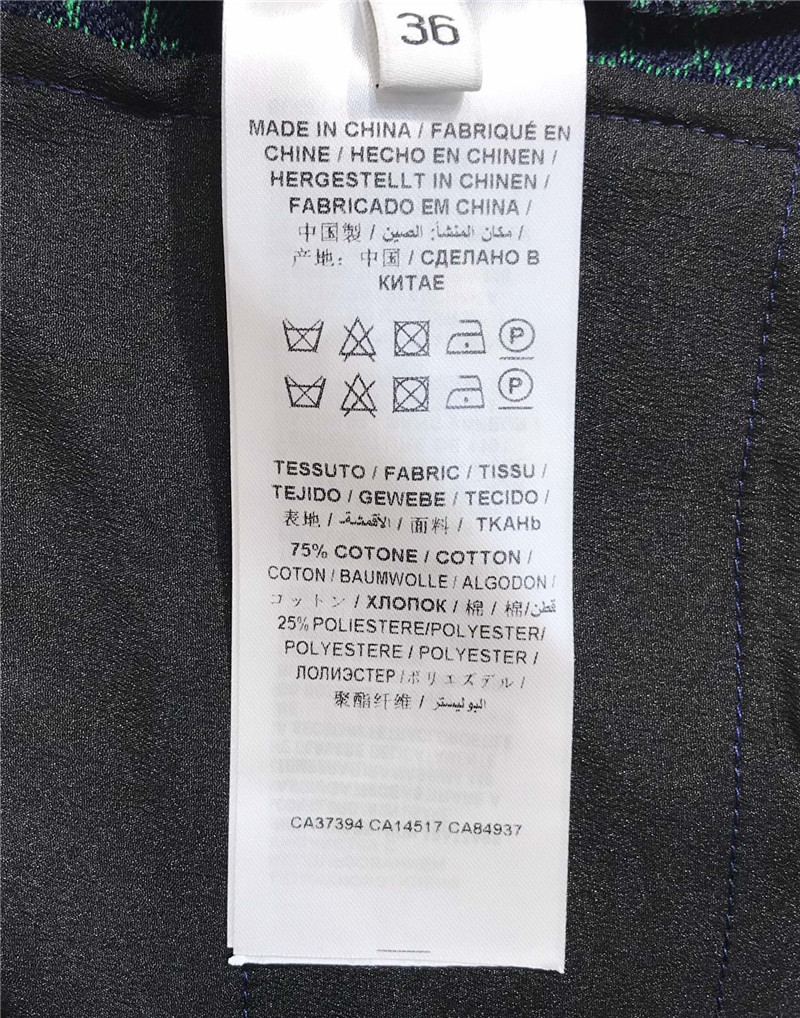 36
MADE IN CHINA / FABRIQUÉ EN
CHINE / HECHO EN CHINEN /
HERGESTELLT IN CHINEN /
FABRICADO EM CHINA /
中国製 / مكان المنشأ: الصين /
产地：中国 / СДЕЛАНО В
КИТАЕ
P
P
TESSUTO / FABRIC / TISSU /
TEJIDO / GEWEBE / TECIDO /
表地 / الأقمشة / 面料 / ТКАНЬ
75% COTONE / COTTON /
COTON / BAUMWOLLE / ALGODON /
コットン / ХЛОПОК / 棉 / 棉/قطن
25% POLIESTERE/POLYESTER/
POLYESTERE / POLYESTER /
ПОЛИЭСТЕР /ポリエズデル /
聚酯纤维 / البوليستر
CA37394 CA14517 CA84937